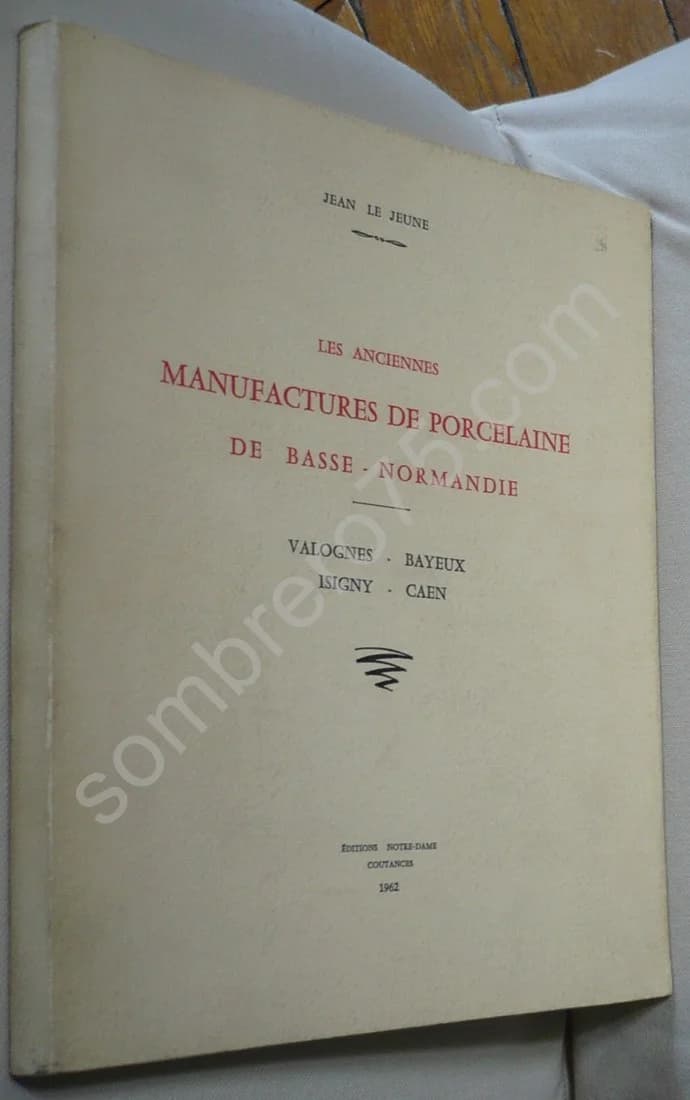 JEAN LE JEUNE
LES ANCIENNES
MANUFACTURES DE PORCELAINE
DE BASSE - NORMANDIE
VALOGNES - BAYEUX
ISIGNY - CAEN
ÉDITIONS NOTRE-DAME
COUTANCES
1962
sombrero75.com